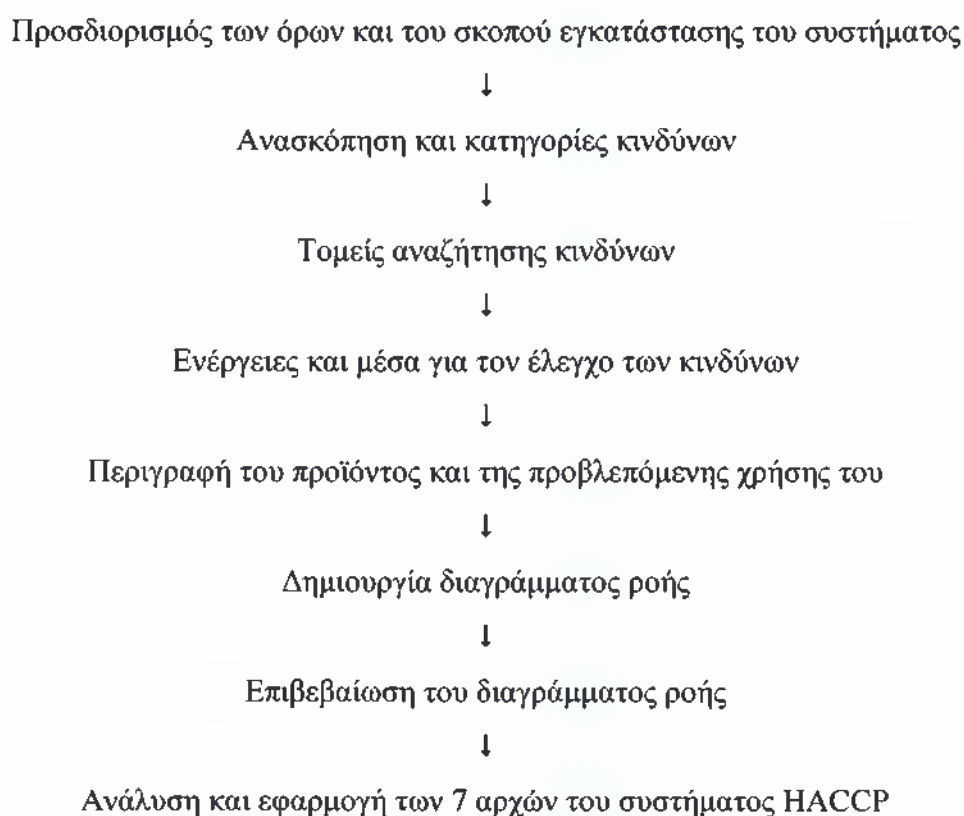 Προσδιορισμός των όρων και του σκοπού εγκατάστασης του συστήματος
↓
Ανασκόπηση και κατηγορίες κινδύνων
↓
Τομείς αναζήτησης κινδύνων
↓
Ενέργειες και μέσα για τον έλεγχο των κινδύνων
↓
Περιγραφή του προϊόντος και της προβλεπόμενης χρήσης του
↓
Δημιουργία διαγράμματος ροής
↓
Επιβεβαίωση του διαγράμματος ροής
↓
Ανάλυση και εφαρμογή των 7 αρχών του συστήματος HACCP